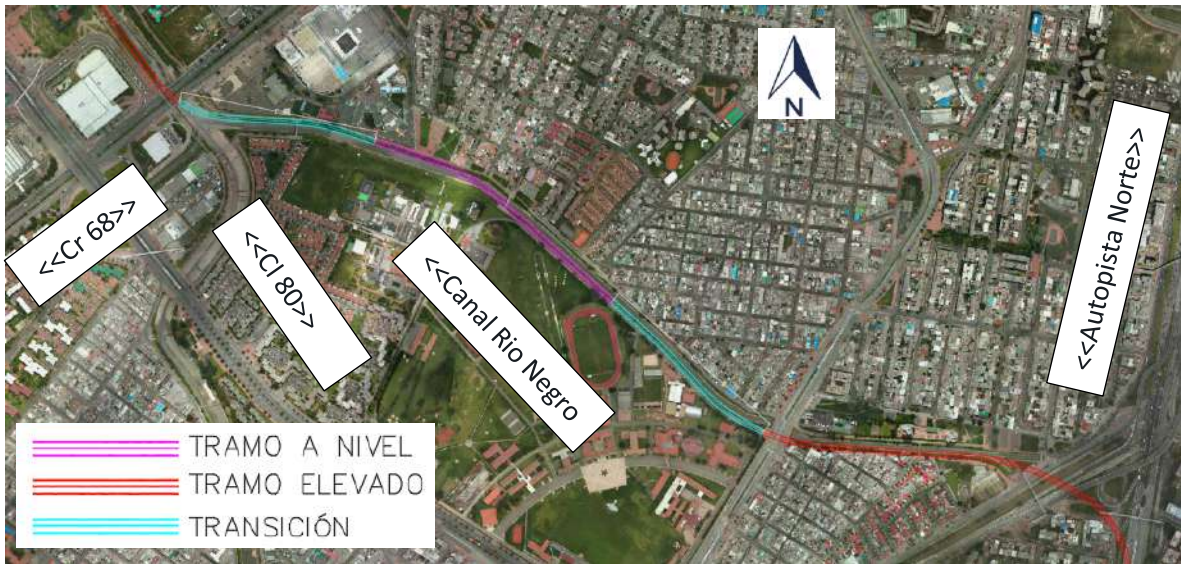 N
<<Cr 68>>
<<Cl 80>>
<<Canal Rio Negro
<<Autopista Norte>>
TRAMO A NIVEL
TRAMO ELEVADO
TRANSICIÓN